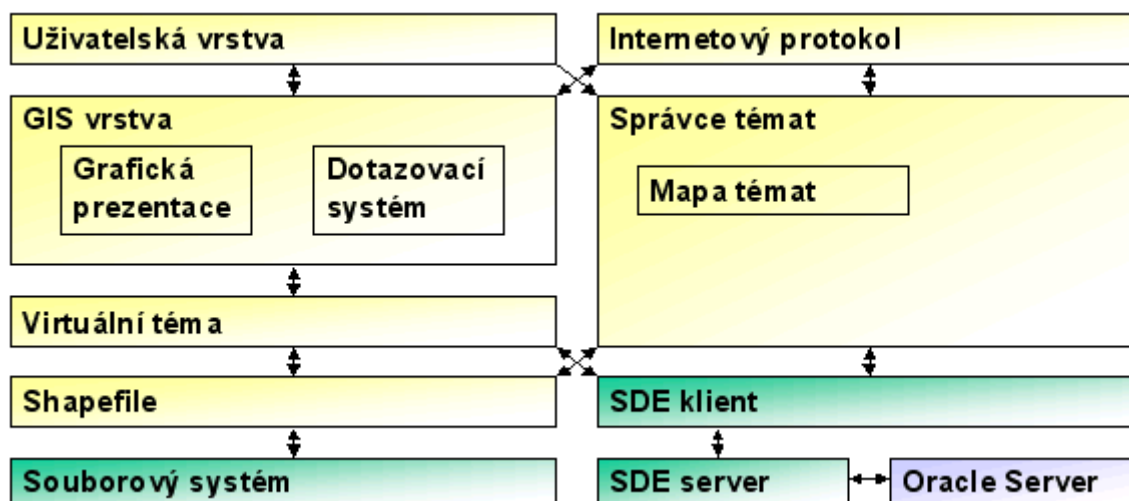 Uživatelská vrstva
Internetový protokol
GIS vrstva
Grafická
prezentace
Dotazovací
systém
Správce témat
Mapa témat
Virtuální téma
Shapefile
SDE klient
Souborový systém
SDE server
Oracle Server